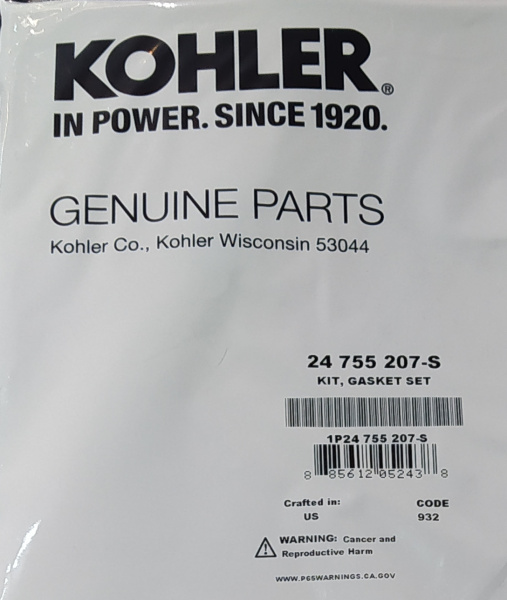 KOHLER®
IN POWER. SINCE 1920.
GENUINE PARTS
Kohler Co., Kohler Wisconsin 53044
24 755 207-S
KIT, GASKET SET
1P24 755 207-S
8 85612 05243 8
Crafted in: CODE
US 932
WARNING: Cancer and
Reproductive Harm
WWW.P65WARNINGS.CA.GOV